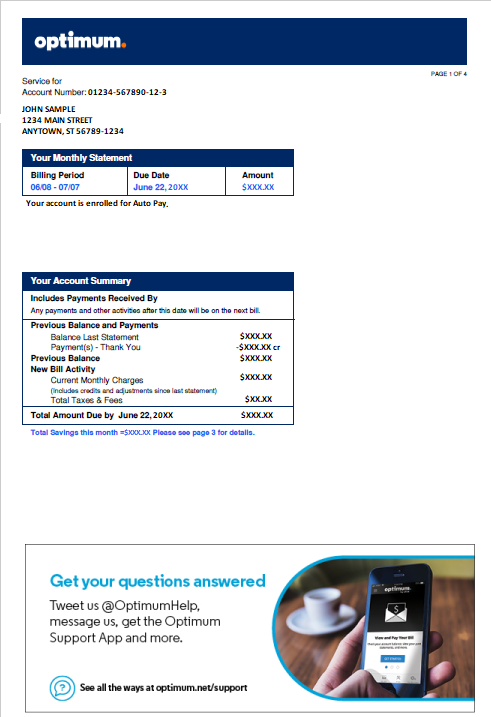 optimum.
PAGE 1 OF 4
Service for
Account Number: 01234-567890-12-3
JOHN SAMPLE
1234 MAIN STREET
ANYTOWN, ST 56789-1234
Your Monthly Statement
Billing Period Due Date Amount
06/08 - 07/07 June 22, 20XX $XXX.XX
Your account is enrolled for Auto Pay.
Your Account Summary
Includes Payments Received By
Any payments and other activities after this date will be on the next bill.
Previous Balance and Payments
Balance Last Statement $XXX.XX
Payment(s) - Thank You -$XXX.XX cr
Previous Balance $XXX.XX
New Bill Activity
Current Monthly Charges $XXX.XX
(Includes credits and adjustments since last statement)
Total Taxes & Fees $XX.XX
Total Amount Due by June 22, 20XX $XXX.XX
Total Savings this month =$XXX.XX Please see page 3 for details.
Get your questions answered
Tweet us @OptimumHelp,
message us, get the Optimum
Support App and more.
? See all the ways at optimum.net/support
optimum.
$
View and Pay Your Bill